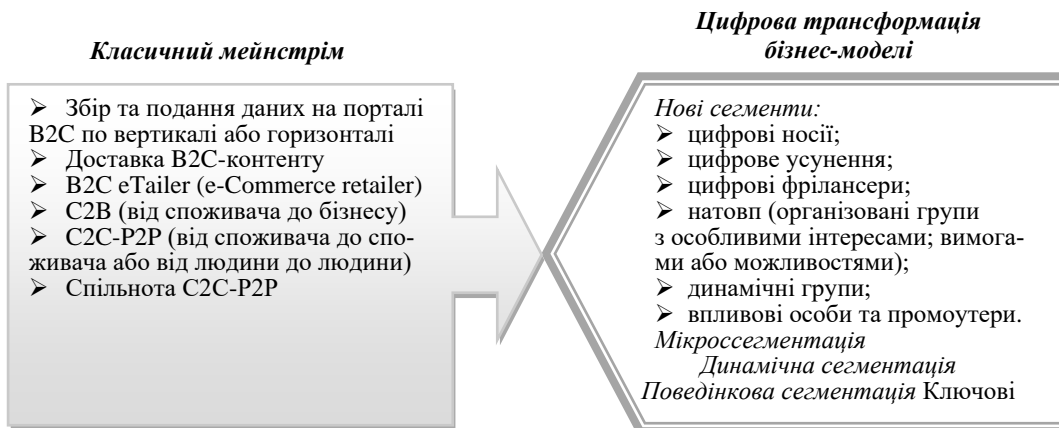 Класичний мейнстрім
➢ Збір та подання даних на порталі
B2C по вертикалі або горизонталі
➢ Доставка B2C-контенту
➢ B2C eTailer (e-Commerce retailer)
➢ C2B (від споживача до бізнесу)
➢ C2C-P2P (від споживача до спо-
живача або від людини до людини)
➢ Спільнота C2C-P2P
Цифрова трансформація
бізнес-моделі
Нові сегменти:
➢ цифрові носії;
➢ цифрове усунення;
➢ цифрові фрілансери;
➢ натовп (організовані групи
з особливими інтересами; вимога-
ми або можливостями);
➢ динамічні групи;
➢ впливові особи та промоутери.
Мікроссегментація
Динамічна сегментація
Поведінкова сегментація Ключові